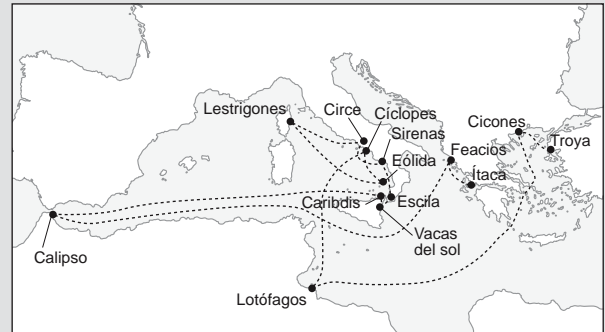 Lestrigones
Circe
Cíclopes
Sirenas
Cicones
Troya
Feacios
Eólida
Ítaca
Caribdis
Escila
Vacas
del sol
Calipso
Lotófagos